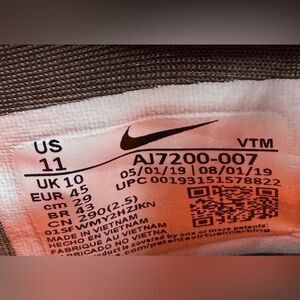 US VTM
11 AJ7200-007
UK 10 05/01/19 | 08/01/19
EUR 45 UPC 00193151578822
cm 29
BR 43
CN 290(2.5)
MADE IN VIETNAM
HECHO EN VIETNAM
FABRIQUE AU VIETNAM